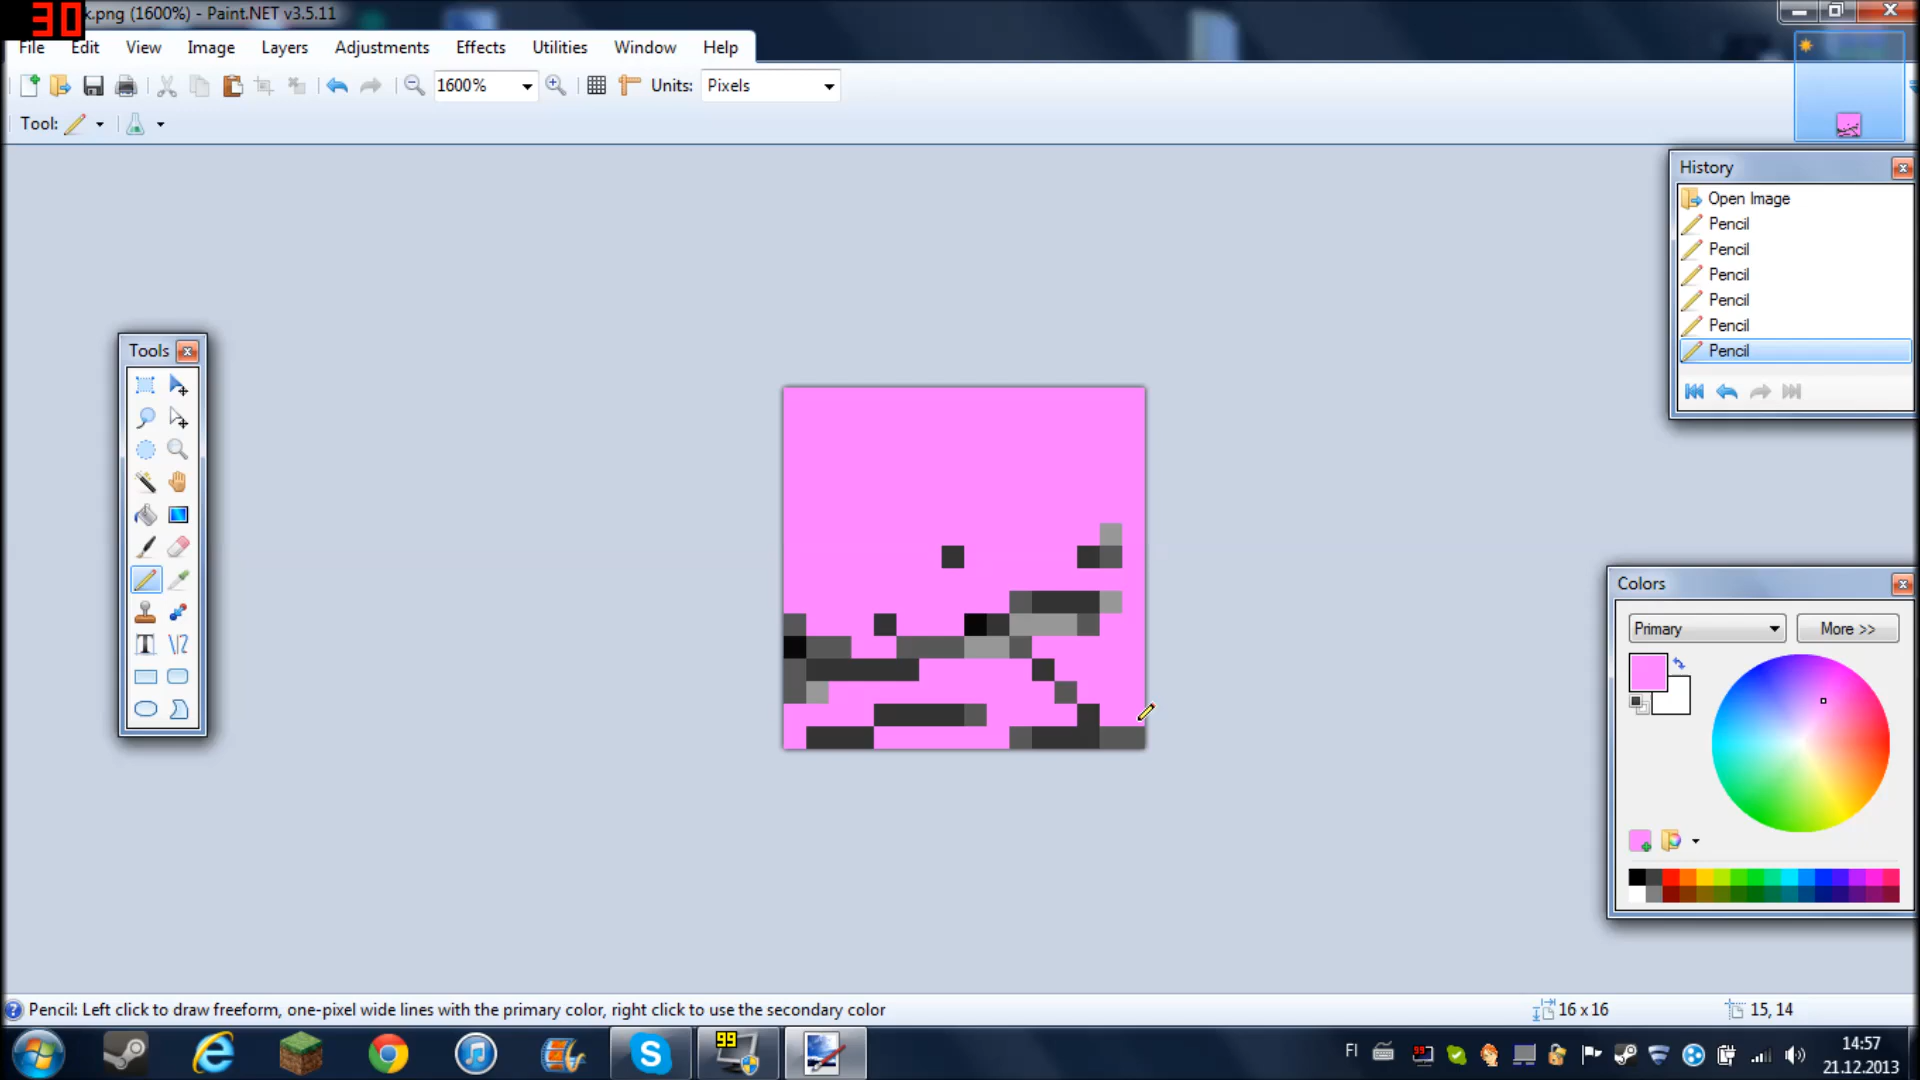 30
k.png (1600%) - Paint.NET v3.5.11
File Edit View Image Layers Adjustments Effects Utilities Window Help
1600% Units: Pixels
Tool:
History
Open Image
Pencil
Pencil
Pencil
Pencil
Pencil
Pencil
Tools
Colors
Primary More >>
Pencil: Left click to draw freeform, one-pixel wide lines with the primary color, right click to use the secondary color
16 x 16
15, 14
99
FI
99
14:57
21.12.2013